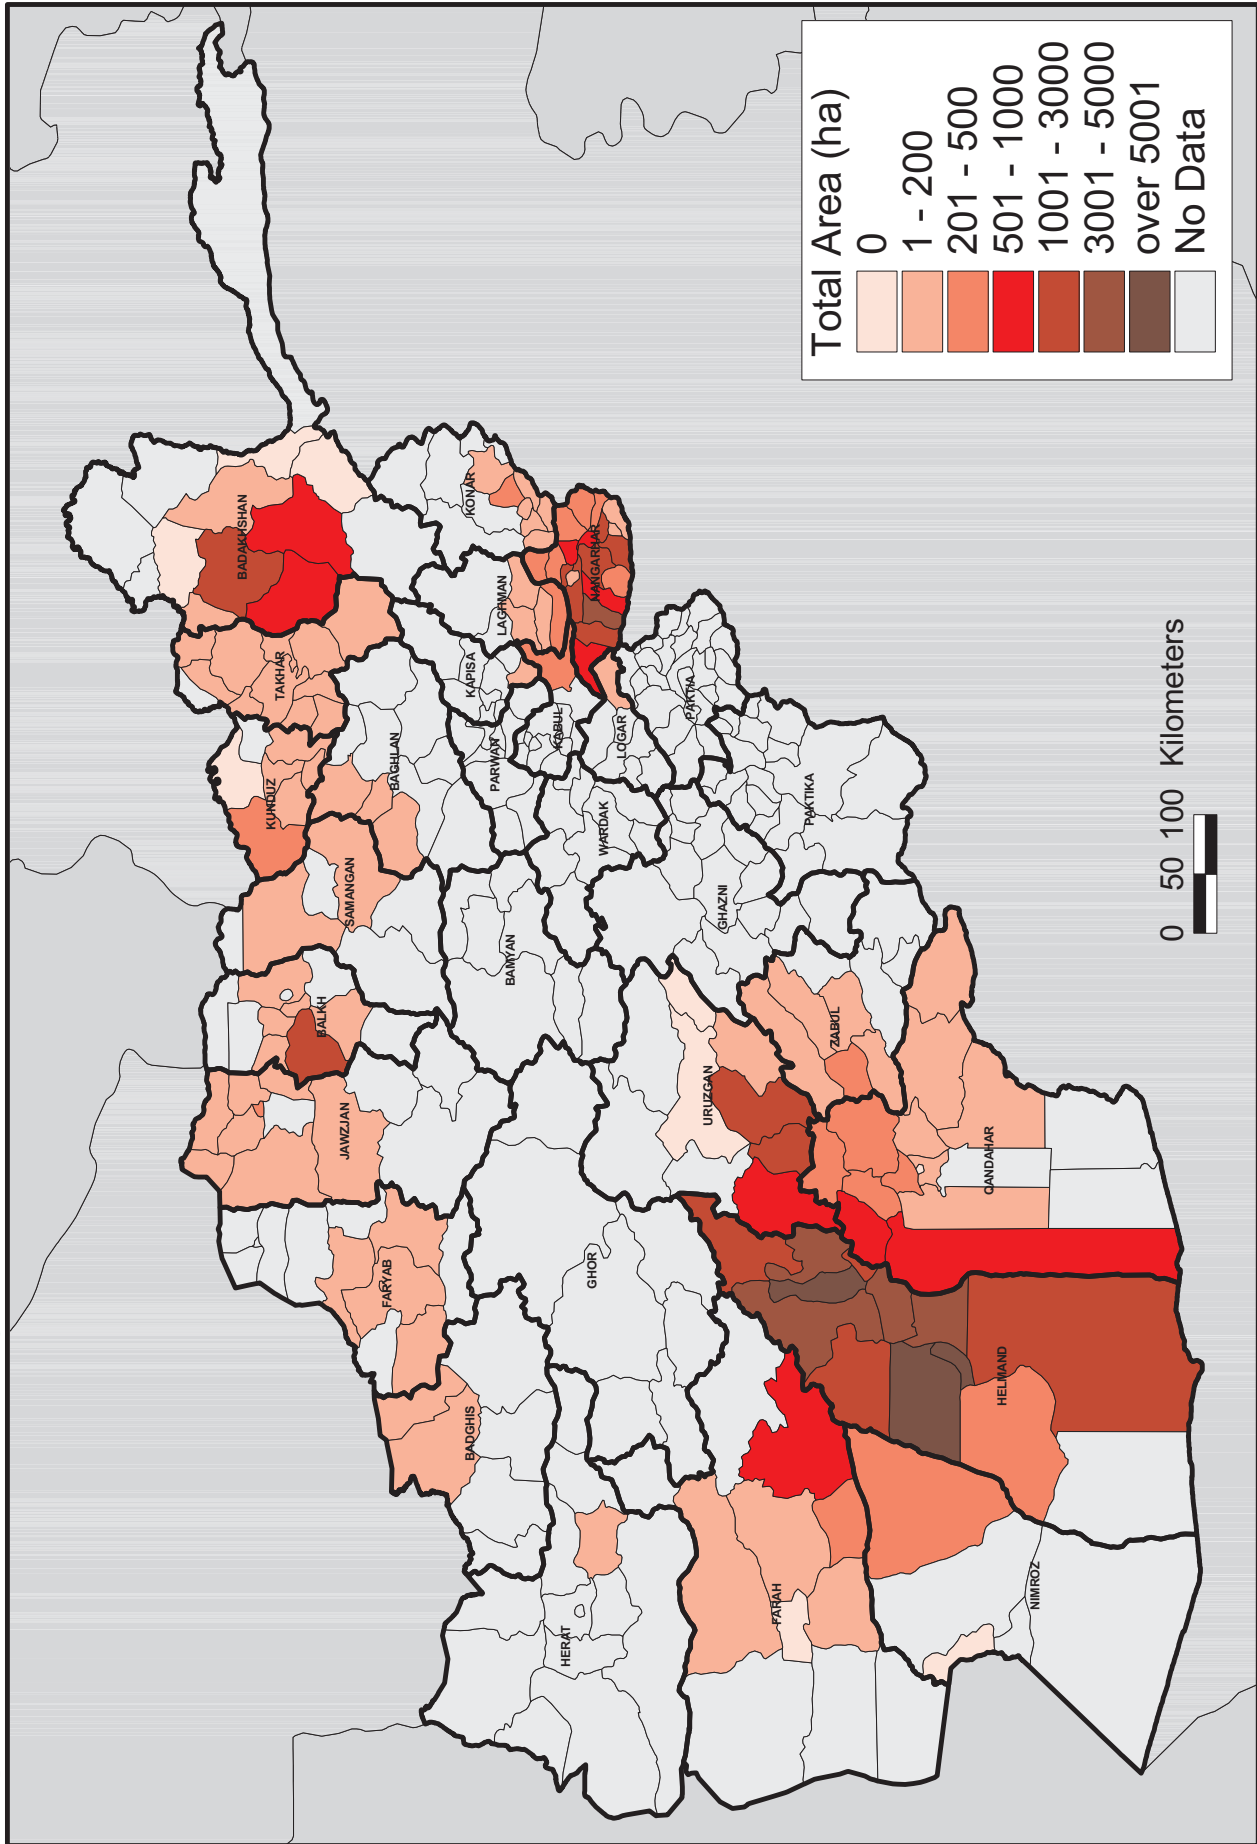 BADAKHSHAN
TAKHAR
KUNDUZ
BALKH
JAWZJAN
SAMANGAN
BAGHLAN
FARYAB
BADGHIS
KONAR
LAGHMAN
NANGARHAR
KAPISA
PARWAN
KABUL
LOGAR
PAKTIA
WARDAK
BAMYAN
GHAZNI
PAKTIKA
GHOR
HERAT
URUZGAN
ZABUL
QANDAHAR
HELMAND
FARAH
NIMROZ
Total Area (ha)
0
1 - 200
201 - 500
501 - 1000
1001 - 3000
3001 - 5000
over 5001
No Data
0 50 100 Kilometers